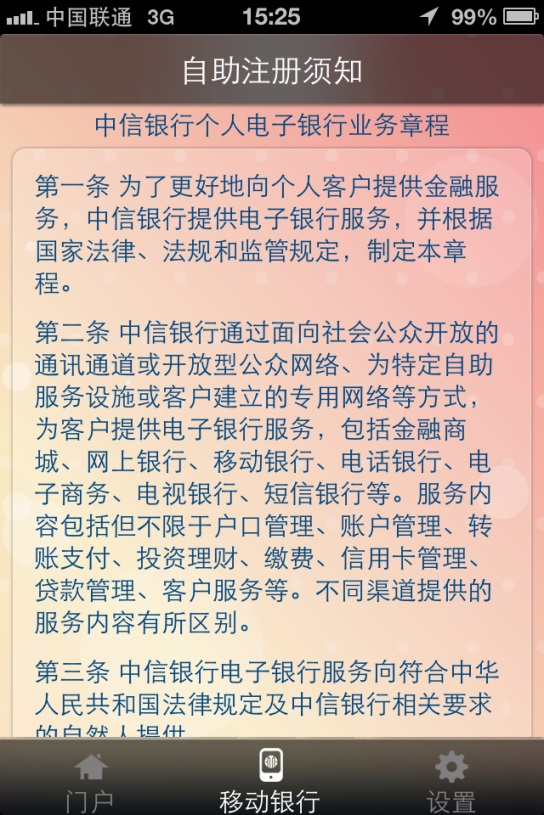 中国联通 3G 15:25 99%
自助注册须知
中信银行个人电子银行业务章程
第一条 为了更好地向个人客户提供金融服
务，中信银行提供电子银行服务，并根据
国家法律、法规和监管规定，制定本章
程。
第二条 中信银行通过面向社会公众开放的
通讯通道或开放型公众网络、为特定自助
服务设施或客户建立的专用网络等方式，
为客户提供电子银行服务，包括金融商
城、网上银行、移动银行、电话银行、电
子商务、电视银行、短信银行等。服务内
容包括但不限于户口管理、账户管理、转
账支付、投资理财、缴费、信用卡管理、
贷款管理、客户服务等。不同渠道提供的
服务内容有所区别。
第三条 中信银行电子银行服务向符合中华
人民共和国法律规定及中信银行相关要求
的自然人提供
门户 移动银行 设置